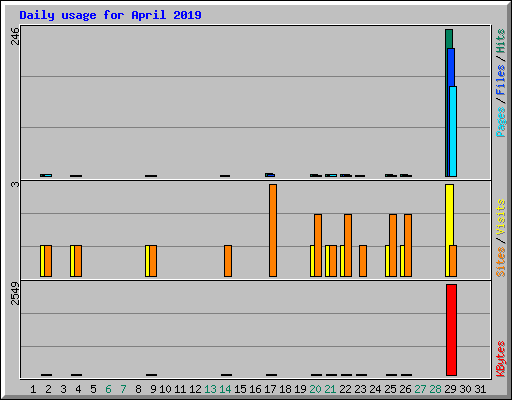 Daily usage for April 2019
246
Pages / Files / Hits
3
Sites / Visits
2549
KBytes
1 2 3 4 5 6 7 8 9 10 11 12 13 14 15 16 17 18 19 20 21 22 23 24 25 26 27 28 29 30 31